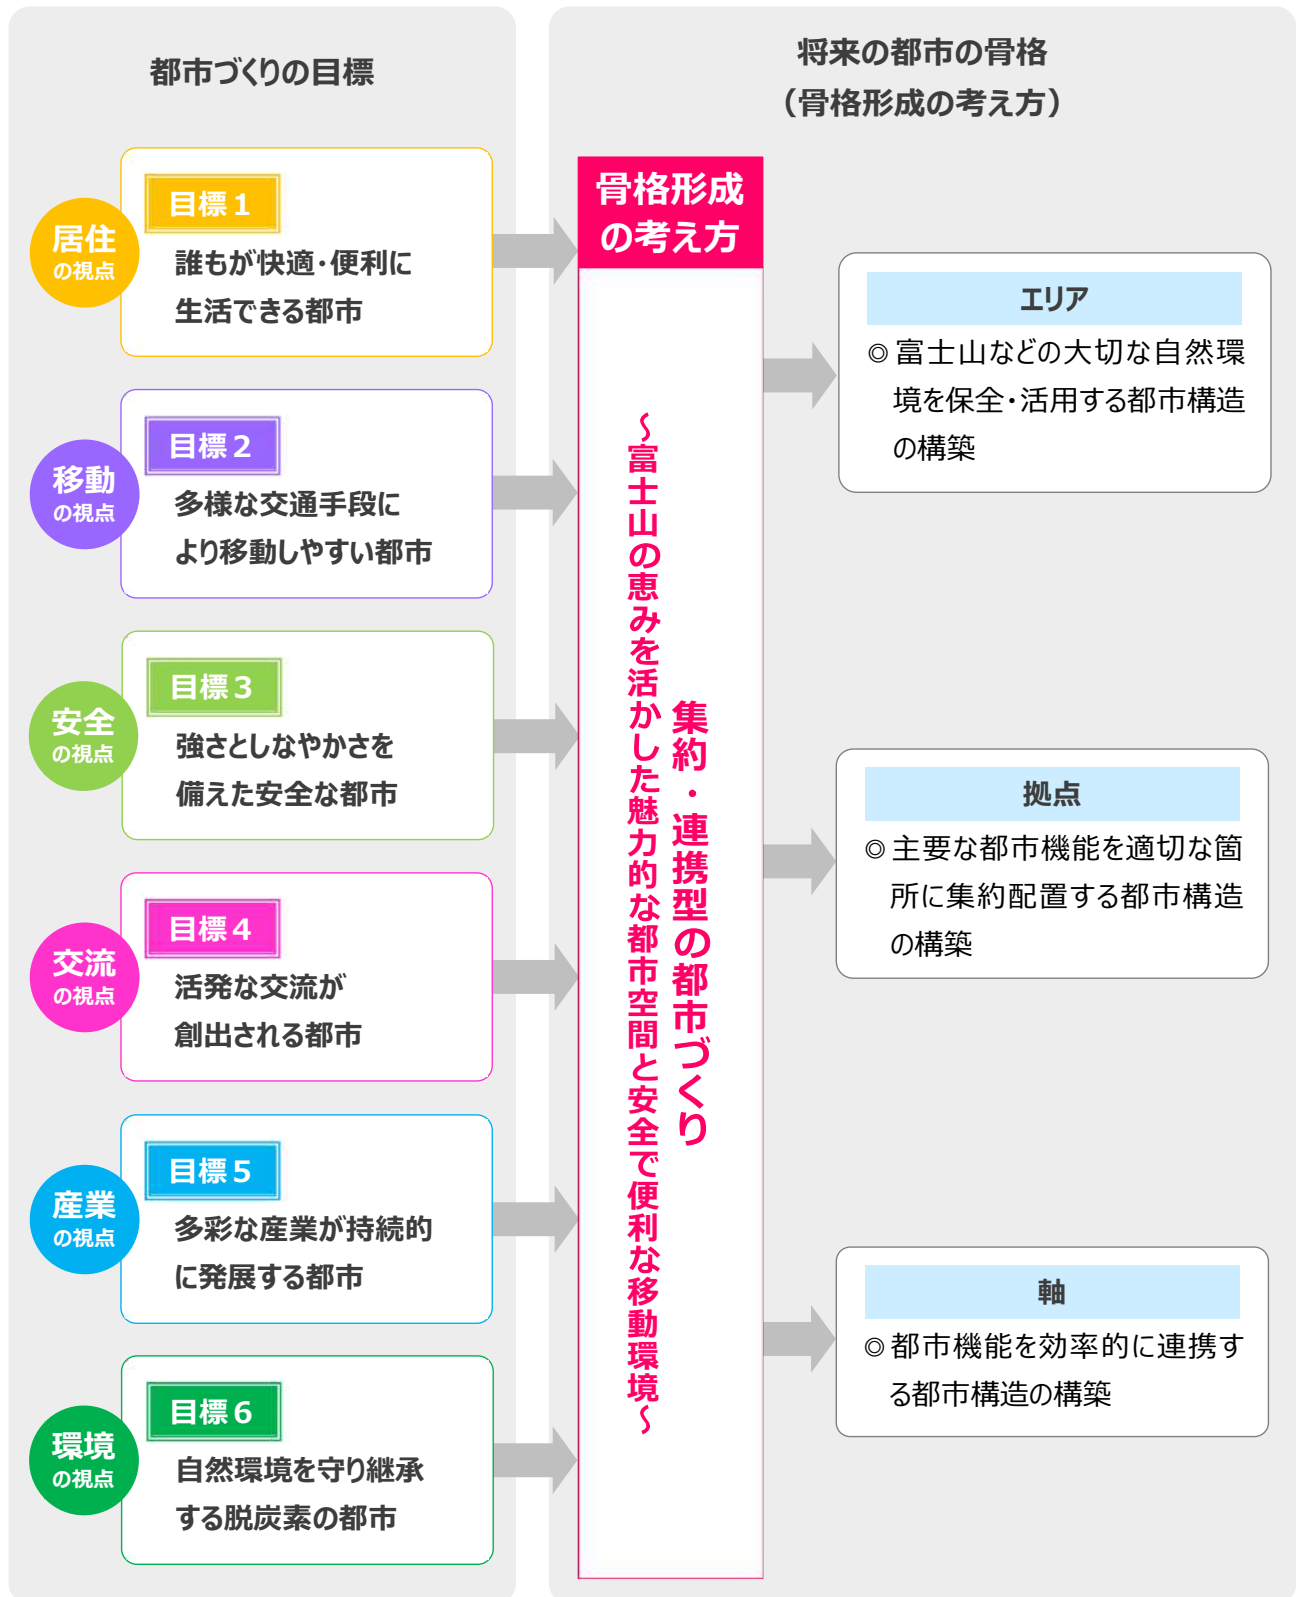 都市づくりの目標
居住
の視点
目標１
誰もが快適・便利に
生活できる都市
移動
の視点
目標２
多様な交通手段に
より移動しやすい都市
安全
の視点
目標３
強さとしなやかさを
備えた安全な都市
交流
の視点
目標４
活発な交流が
創出される都市
産業
の視点
目標５
多彩な産業が持続的
に発展する都市
環境
の視点
目標６
自然環境を守り継承
する脱炭素の都市
将来の都市の骨格
（骨格形成の考え方）
骨格形成
の考え方
集約・連携型の都市づくり
～富士山の恵みを活かした魅力的な都市空間と安全で便利な移動環境～
エリア
◎富士山などの大切な自然環
境を保全・活用する都市構造
の構築
拠点
◎主要な都市機能を適切な箇
所に集約配置する都市構造
の構築
軸
◎都市機能を効率的に連携す
る都市構造の構築